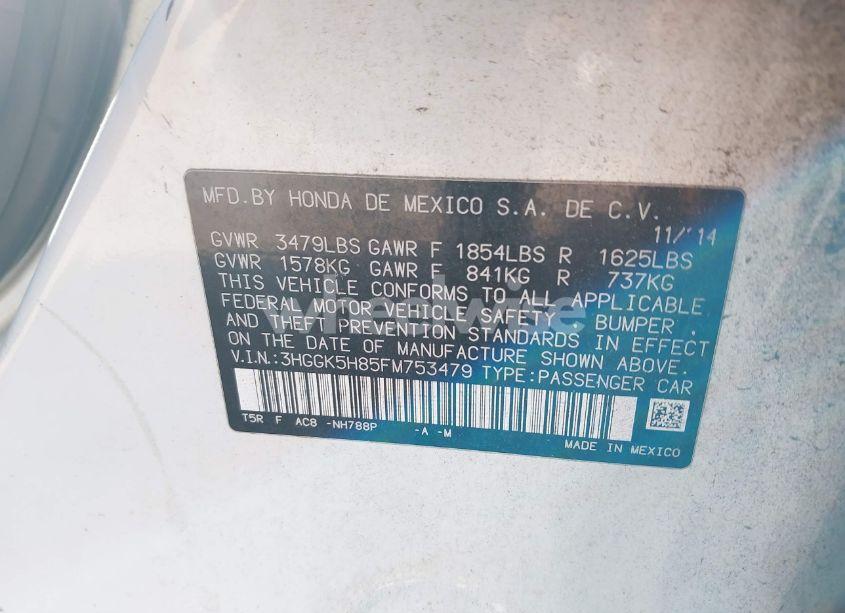 MFD.BY HONDA DE MEXICO S.A. DE C.V.
11/'14
GVWR 3479LBS GAWR F 1854LBS R 1625LBS
GVWR 1578KG GAWR F 841KG R 737KG
THIS VEHICLE CONFORMS TO ALL APPLICABLE
FEDERAL MOTOR VEHICLE SAFETY , BUMPER ,
AND THEFT PREVENTION STANDARDS IN EFFECT
ON THE DATE OF MANUFACTURE SHOWN ABOVE.
V.I.N.:3HGGK5H85FM753479 TYPE:PASSENGER CAR
T5R F AC8 -NH788P -A -M
MADE IN MEXICO
wheelwise